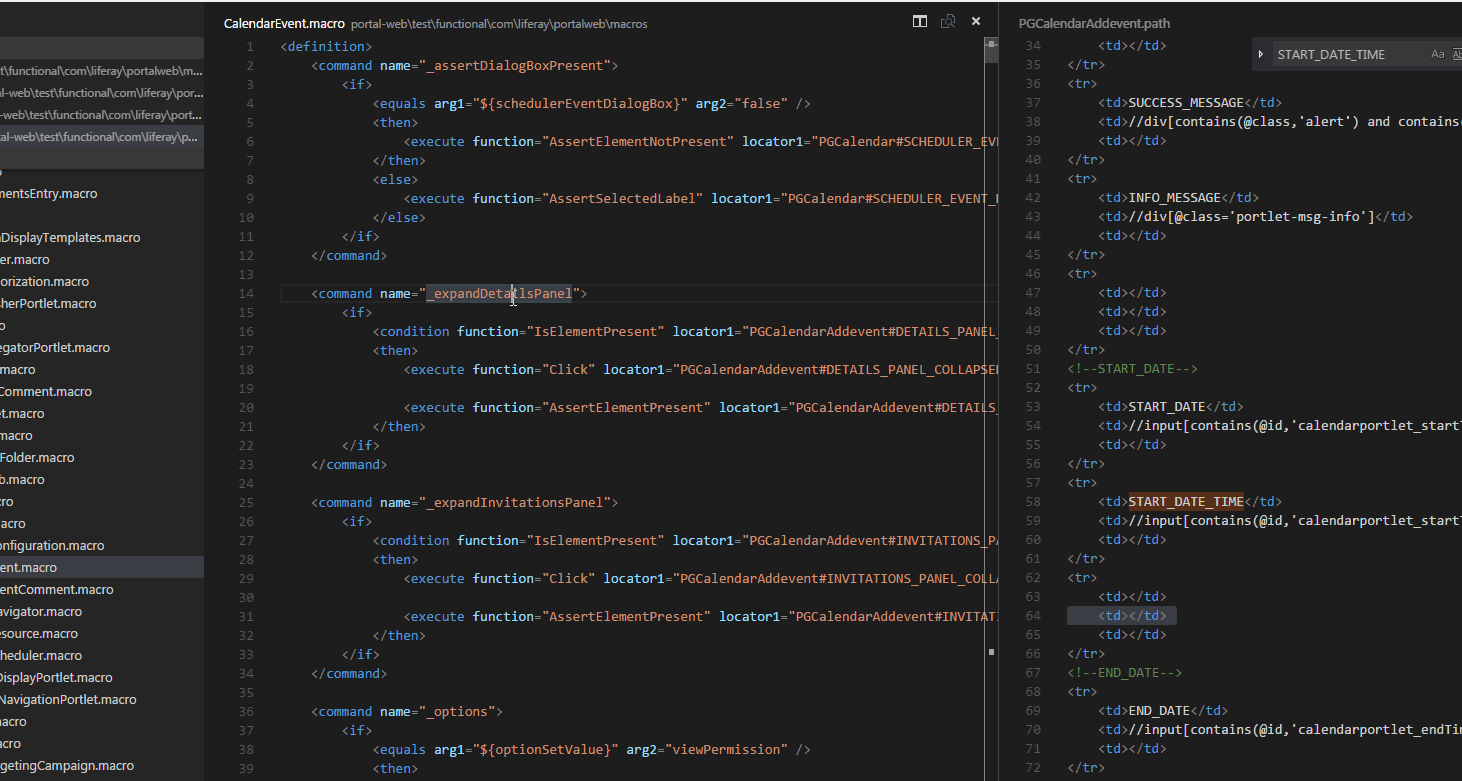 CalendarEvent.macro portal-web\test\functional\com\liferay\portalweb\macros
t\functional\com\liferay\portalweb\m...
al-web\test\functional\com\liferay\por...
-web\test\functional\com\liferay\port...
tal-web\test\functional\com\liferay\p...
mentsEntry.macro
DisplayTemplates.macro
er.macro
orization.macro
sherPortlet.macro
o
egatorPortlet.macro
macro
Comment.macro
et.macro
macro
Folder.macro
b.macro
cro
acro
onfiguration.macro
ent.macro
entComment.macro
avigator.macro
esource.macro
heduler.macro
DisplayPortlet.macro
NavigationPortlet.macro
acro
acro
rgetingCampaign.macro
1 <definition>
2 <command name="_assertDialogBoxPresent">
3 <if>
4 <equals arg1="${schedulerEventDialogBox}" arg2="false" />
5 <then>
6 <execute function="AssertElementNotPresent" locator1="PGCalendar#SCHEDULER_EV
7 </then>
8 <else>
9 <execute function="AssertSelectedLabel" locator1="PGCalendar#SCHEDULER_EVENT_
10 </else>
11 </if>
12 </command>
13
14 <command name="_expandDetailsPanel">
15 <if>
16 <condition function="IsElementPresent" locator1="PGCalendarAddevent#DETAILS_PANEL_
17 <then>
18 <execute function="Click" locator1="PGCalendarAddevent#DETAILS_PANEL_COLLAPSE
19
20 <execute function="AssertElementPresent" locator1="PGCalendarAddevent#DETAILS_
21 </then>
22 </if>
23 </command>
24
25 <command name="_expandInvitationsPanel">
26 <if>
27 <condition function="IsElementPresent" locator1="PGCalendarAddevent#INVITATIONS_PA
28 <then>
29 <execute function="Click" locator1="PGCalendarAddevent#INVITATIONS_PANEL_COLLA
30
31 <execute function="AssertElementPresent" locator1="PGCalendarAddevent#INVITATI
32 </then>
33 </if>
34 </command>
35
36 <command name="_options">
37 <if>
38 <equals arg1="${optionSetValue}" arg2="viewPermission" />
39 <then>
PGCalendarAddevent.path
START_DATE_TIME Aa Ab
34 <td></td>
35 </tr>
36 <tr>
37 <td>SUCCESS_MESSAGE</td>
38 <td>//div[contains(@class,'alert') and contains
39 <td></td>
40 </tr>
41 <tr>
42 <td>INFO_MESSAGE</td>
43 <td>//div[@class='portlet-msg-info']</td>
44 <td></td>
45 </tr>
46 <tr>
47 <td></td>
48 <td></td>
49 <td></td>
50 </tr>
51 <!--START_DATE-->
52 <tr>
53 <td>START_DATE</td>
54 <td>//input[contains(@id,'calendarportlet_startT
55 <td></td>
56 </tr>
57 <tr>
58 <td>START_DATE_TIME</td>
59 <td>//input[contains(@id,'calendarportlet_startT
60 <td></td>
61 </tr>
62 <tr>
63 <td></td>
64 <td></td>
65 <td></td>
66 </tr>
67 <!--END_DATE-->
68 <tr>
69 <td>END_DATE</td>
70 <td>//input[contains(@id,'calendarportlet_endTim
71 <td></td>
72 </tr>